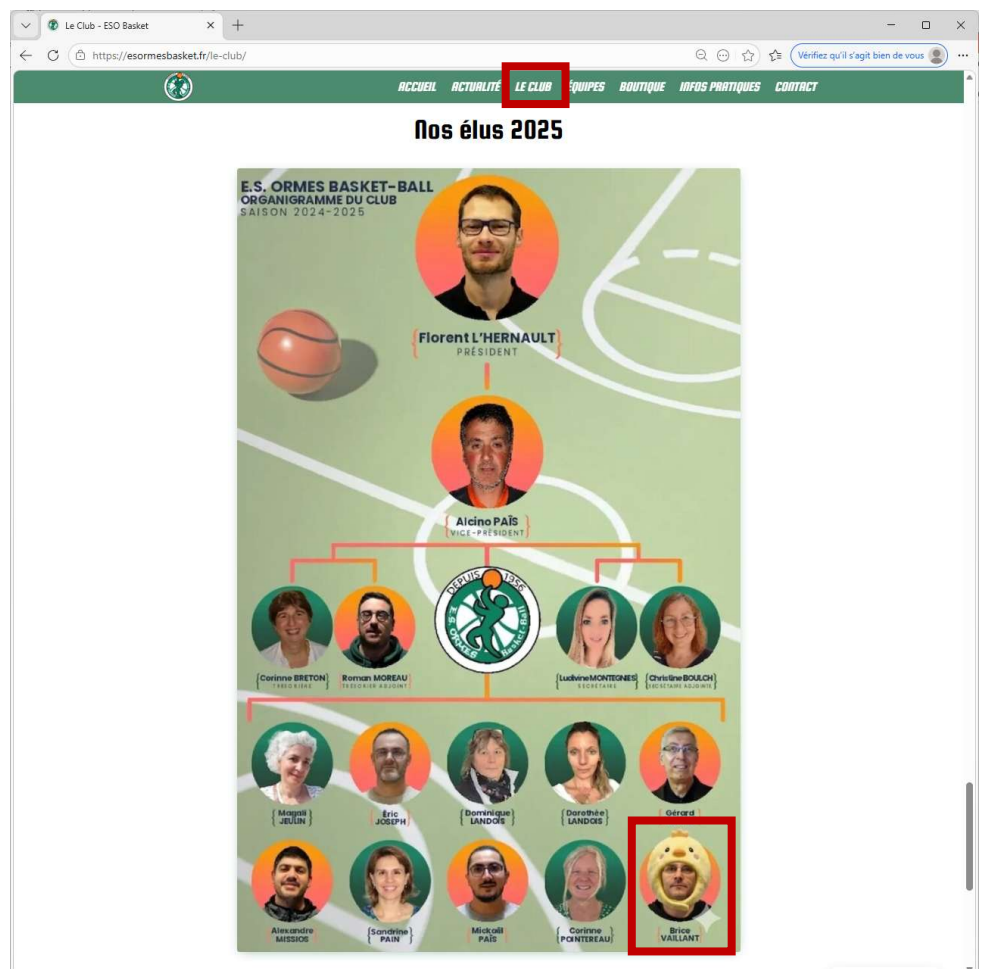 Le Club - ESO Basket
https://esormesbasket.fr/le-club/
Vérifiez qu'il s'agit bien de vous
ACCUEIL ACTUALITÉ LE CLUB ÉQUIPES BOUTIQUE INFOS PRATIQUES CONTACT
Nos élus 2025
E.S. ORMES BASKET-BALL
ORGANIGRAMME DU CLUB
SAISON 2024-2025
Florent L'HERNAULT
PRÉSIDENT
Alcino PAÏS
VICE-PRÉSIDENT
DEPUIS 1956
E.S. ORMES Basket-Ball
Corinne BRETON
TRÉSORIÈRE
Roman MOREAU
TRÉSORIER ADJOINT
Ludivine MONTEGNIES
SECRÉTAIRE
Christine BOULCH
SECRÉTAIRE ADJOINTE
Magali
JEULIN
Éric
JOSEPH
Dominique
LANDOIS
Dorothée
LANDOIS
Gérard
Alexandre
MISSIOS
Sandrine
PAIN
Mickaël
PAÏS
Corinne
POINTEREAU
Brice
VAILLANT